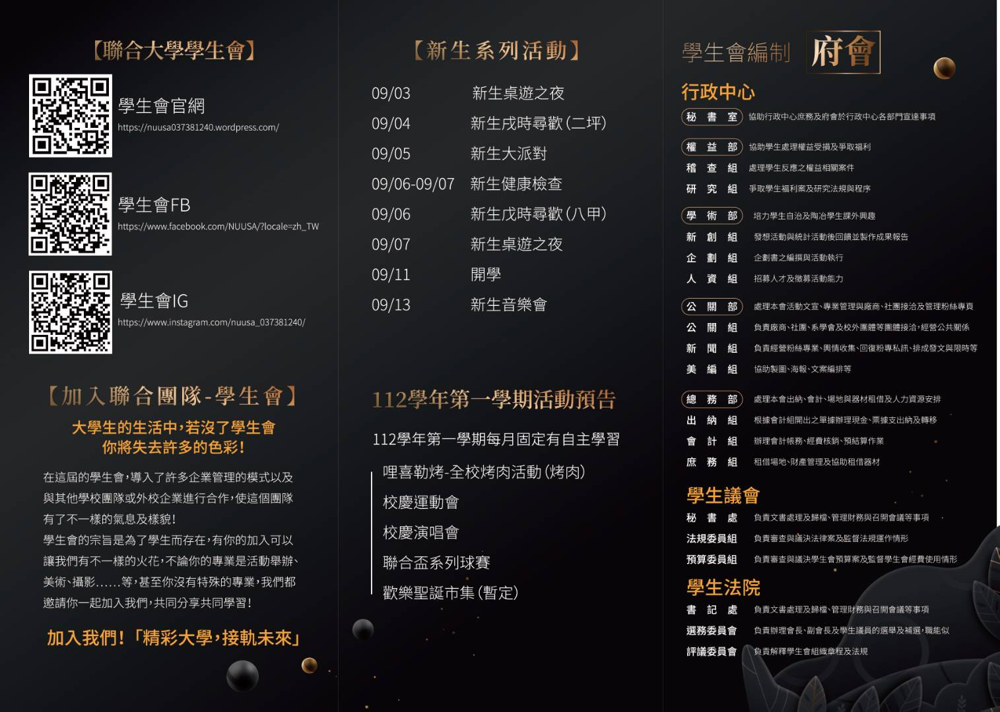 【聯合大學學生會】
學生會官網
https://nuusa037381240.wordpress.com/
學生會FB
https://www.facebook.com/NUUSA/?locale=zh_TW
學生會IG
https://www.instagram.com/nuusa_037381240/
【加入聯合團隊-學生會】
大學生的生活中,若沒了學生會
你將失去許多的色彩!
在這屆的學生會,導入了許多企業管理的模式以及
與其他學校團隊或外校企業進行合作,使這個團隊
有了不一樣的氣息及樣貌!
學生會的宗旨是為了學生而存在,有你的加入可以
讓我們有不一樣的火花,不論你的專業是活動舉辦、
美術、攝影......等,甚至你沒有特殊的專業,我們都
邀請你一起加入我們,共同分享共同學習!
加入我們!「精彩大學,接軌未來」
【新生系列活動】
09/03 新生桌遊之夜
09/04 新生戌時尋歡(二坪)
09/05 新生大派對
09/06-09/07 新生健康檢查
09/06 新生戌時尋歡(八甲)
09/07 新生桌遊之夜
09/11 開學
09/13 新生音樂會
112學年第一學期活動預告
112學年第一學期每月固定有自主學習
哩喜勒烤-全校烤肉活動(烤肉)
校慶運動會
校慶演唱會
聯合盃系列球賽
歡樂聖誕市集(暫定)
學生會編制 府會
行政中心
秘書室 協助行政中心庶務及府會於行政中心各部門宣達事項
權益部 協助學生處理權益受損及爭取福利
稽查組 處理學生反應之權益相關案件
研究組 爭取學生福利案及研究法規與程序
學術部 培力學生自治及陶冶學生課外興趣
新創組 發想活動與統計活動後回饋並製作成果報告
企劃組 企劃書之編撰與活動執行
人資組 招募人才及徵募活動能力
公關部 處理本會活動文宣、專業管理與廠商、社團接洽及管理粉絲專頁
公關組 負責廠商、社團、系學會及校外團體等團體接洽,經營公共關係
新聞組 負責經營粉絲專業、輿情收集、回復粉專私訊、排成發文與限時等
美編組 協助製圖、海報、文案編排等
總務部 處理本會出納、會計、場地與器材租借及人力資源安排
出納組 根據會計組開出之單據辦理現金、票據支出納及轉移
會計組 辦理會計帳務、經費核銷、預結算作業
庶務組 租借場地、財產管理及協助租借器材
學生議會
秘書處 負責文書處理及歸檔、管理財務與召開會議等事項
法規委員組 負責審查與議決法律案及監督法規運作情形
預算委員組 負責審查與議決學生會預算案及監督學生會經費使用情形
學生法院
書記處 負責文書處理及歸檔、管理財務與召開會議等事項
選務委員會 負責辦理會長、副會長及學生議員的選舉及補選,職能似
評議委員會 負責解釋學生會組織章程及法規